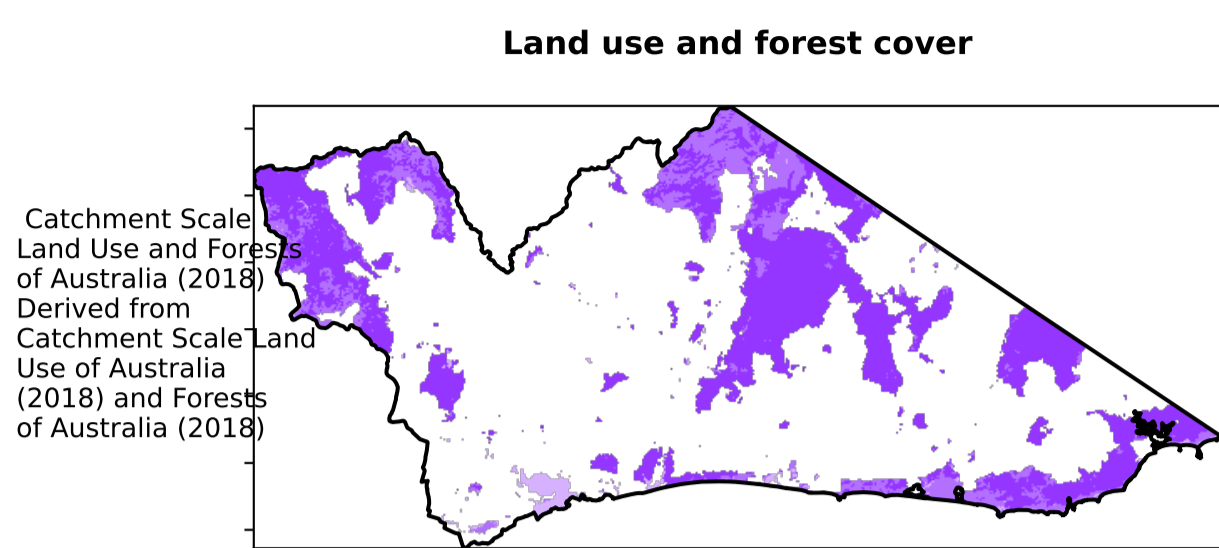 Land use and forest cover
Catchment Scale
Land Use and Forests
of Australia (2018)
Derived from
Catchment Scale Land
Use of Australia
(2018) and Forests
of Australia (2018)